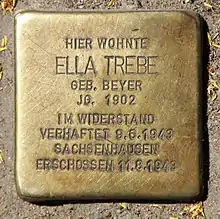 HIER WOHNTE
ELLA TREBE
GEB. BEYER
JG. 1902
IM WIDERSTAND
VERHAFTET 9.6.1943
SACHSENHAUSEN
ERSCHOSSEN 11.8.1943